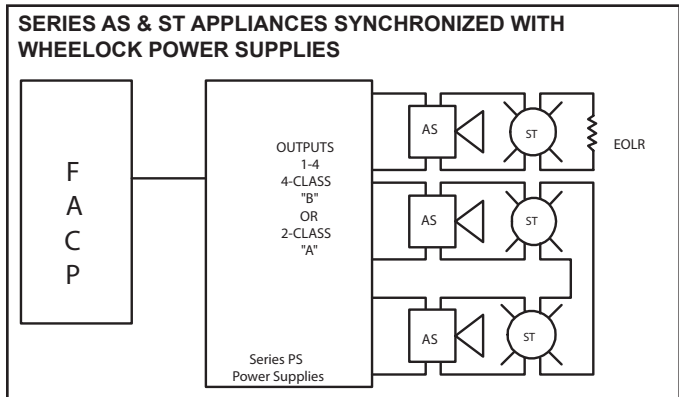 SERIES AS & ST APPLIANCES SYNCHRONIZED WITH
WHEELOCK POWER SUPPLIES
F
A
C
P
OUTPUTS
1-4
4-CLASS
"B"
OR
2-CLASS
"A"
Series PS
Power Supplies
AS
ST
EOLR
AS
ST
AS
ST